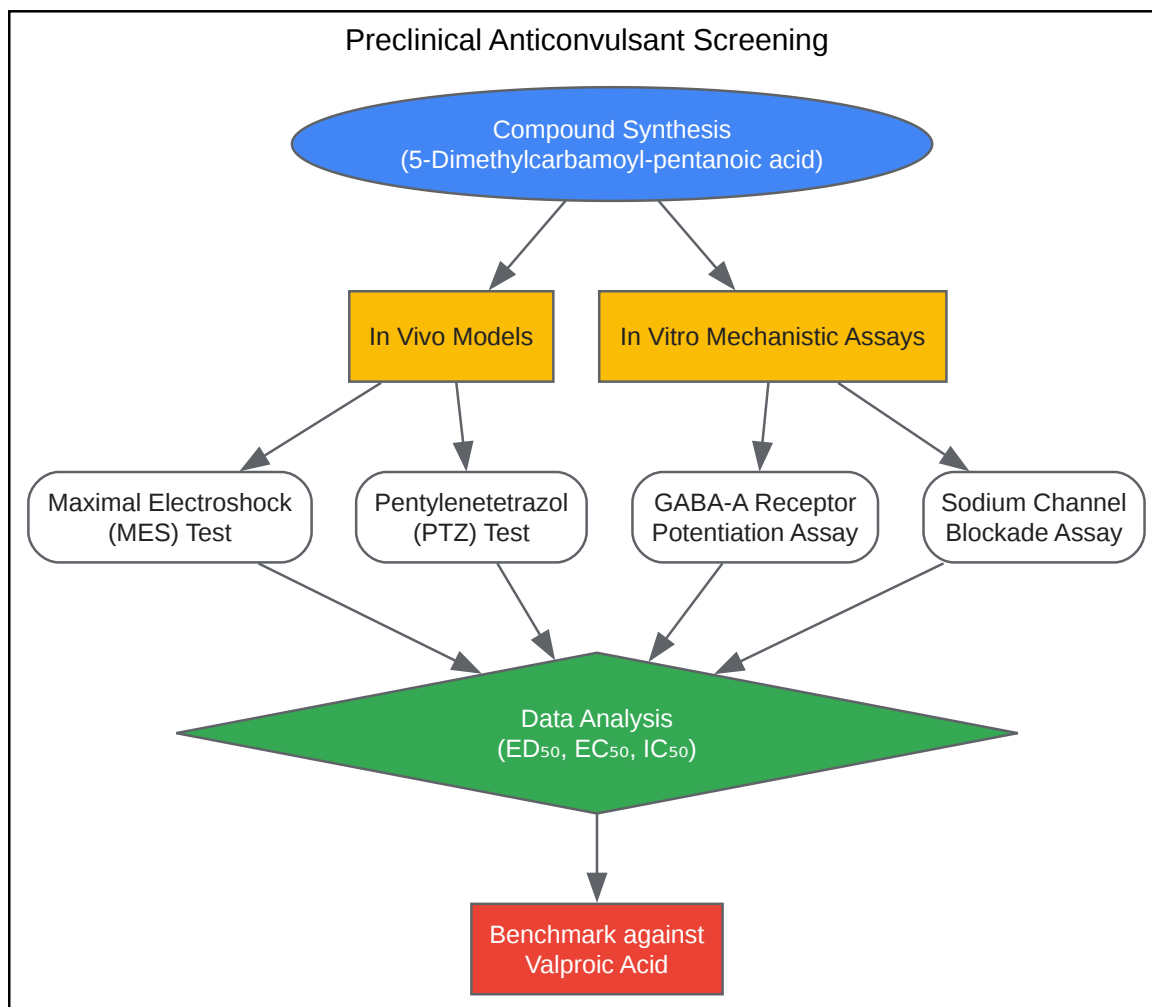 Preclinical Anticonvulsant Screening
Compound Synthesis
(5-Dimethylcarbamoyl-pentanoic acid)
In Vivo Models
In Vitro Mechanistic Assays
Maximal Electroshock
(MES) Test
Pentylenetetrazol
(PTZ) Test
GABA-A Receptor
Potentiation Assay
Sodium Channel
Blockade Assay
Data Analysis
(ED₅₀, EC₅₀, IC₅₀)
Benchmark against
Valproic Acid